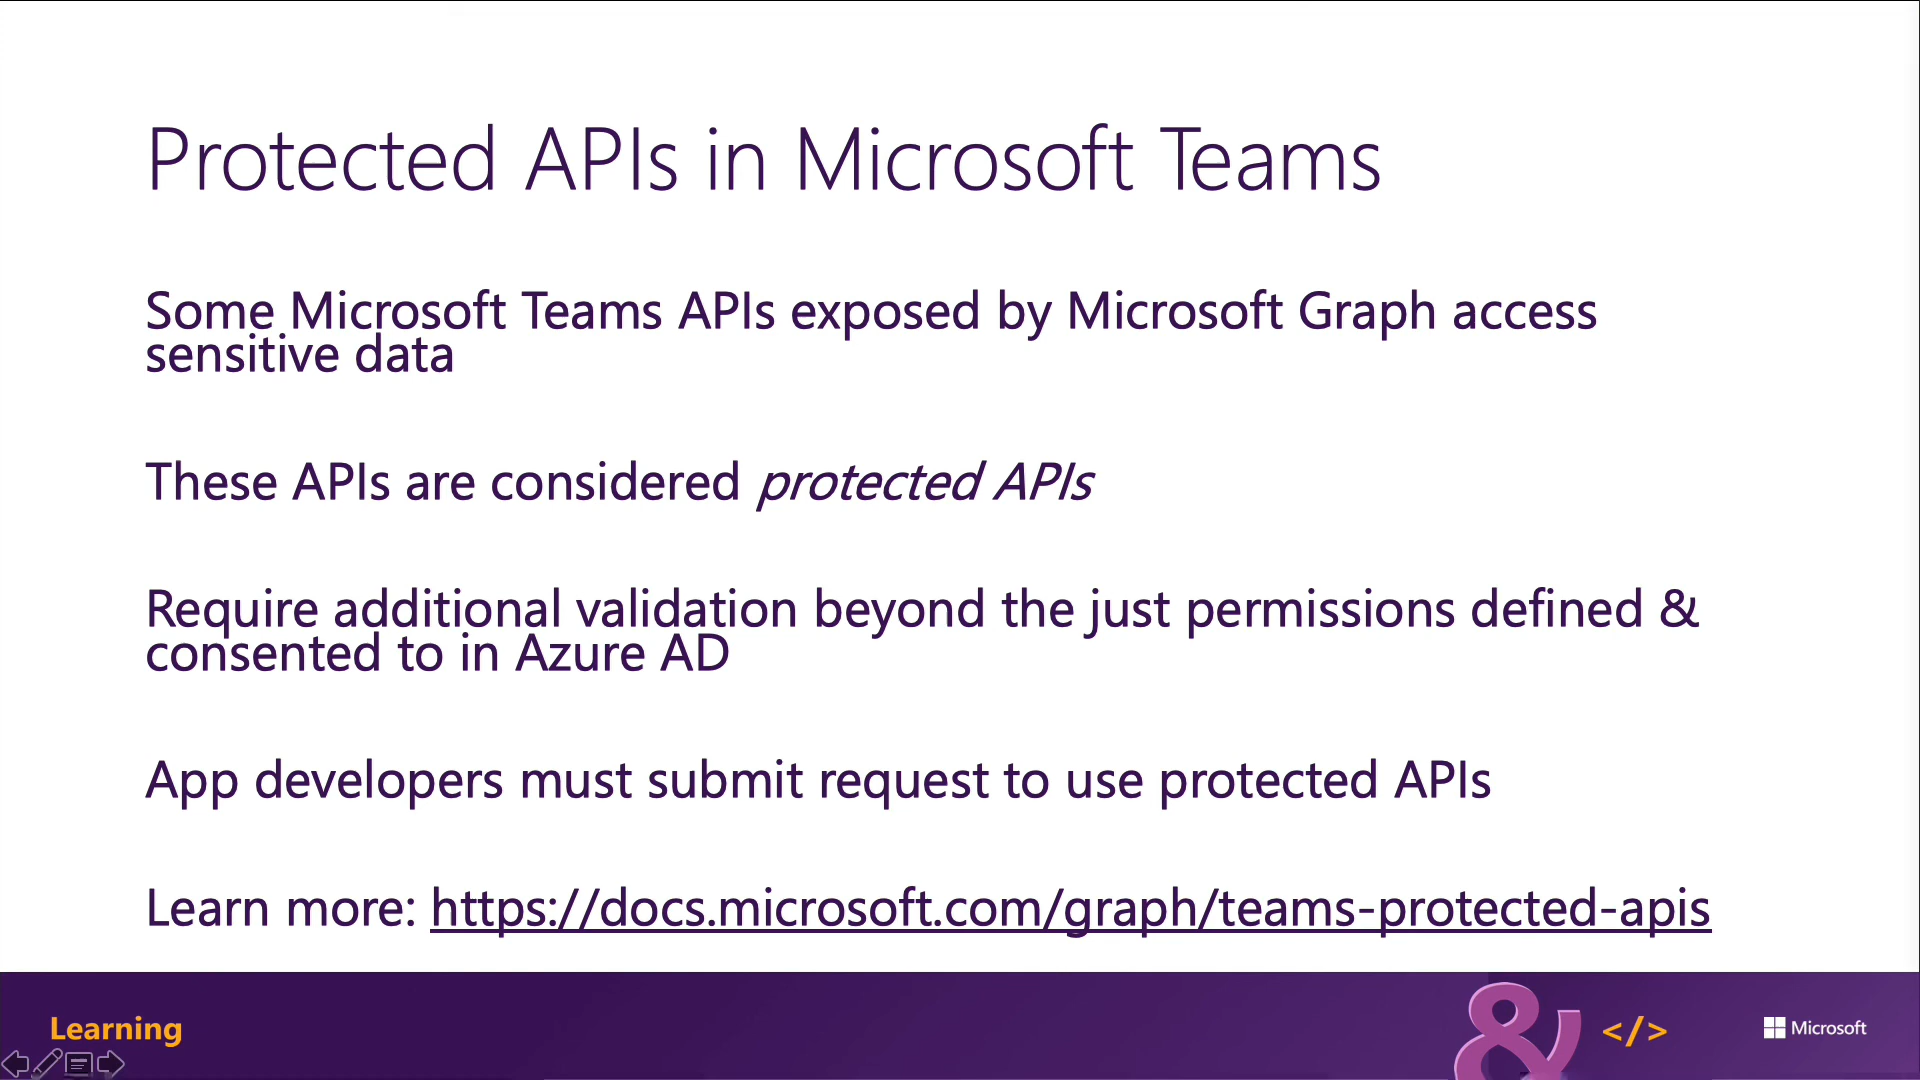 Protected APIs in Microsoft Teams
Some Microsoft Teams APIs exposed by Microsoft Graph access
sensitive data
These APIs are considered protected APIs
Require additional validation beyond the just permissions defined &
consented to in Azure AD
App developers must submit request to use protected APIs
Learn more: https://docs.microsoft.com/graph/teams-protected-apis
Learning
& </>
Microsoft